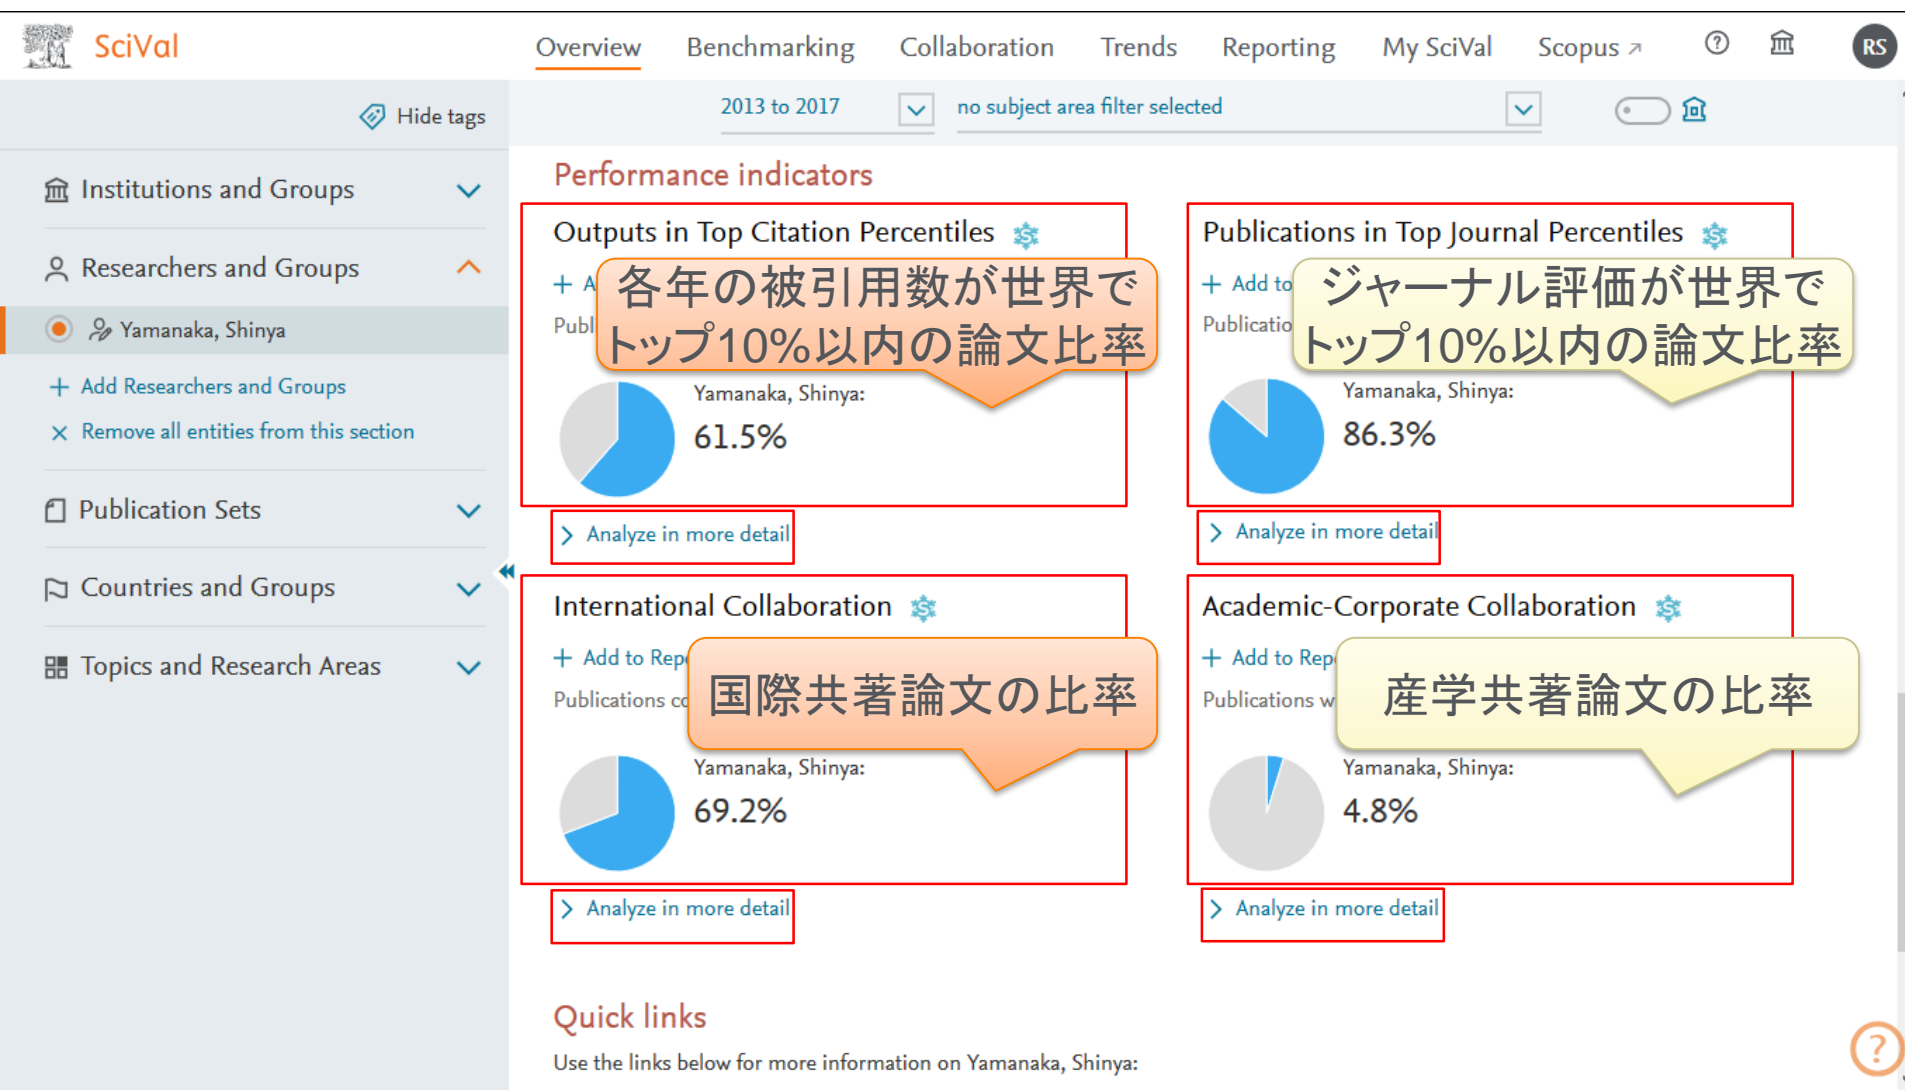 SciVal
Overview Benchmarking Collaboration Trends Reporting My SciVal Scopus
RS
Hide tags
2013 to 2017
no subject area filter selected
Institutions and Groups
Researchers and Groups
Yamanaka, Shinya
+ Add Researchers and Groups
× Remove all entities from this section
Publication Sets
Countries and Groups
Topics and Research Areas
Performance indicators
Outputs in Top Citation Percentiles
各年の被引用数が世界で
トップ10%以内の論文比率
Yamanaka, Shinya:
61.5%
Analyze in more detail
Publications in Top Journal Percentiles
+ Add to
ジャーナル評価が世界で
トップ10%以内の論文比率
Yamanaka, Shinya:
86.3%
Analyze in more detail
International Collaboration
+ Add to
Publications
国際共著論文の比率
Yamanaka, Shinya:
69.2%
Analyze in more detail
Academic-Corporate Collaboration
+ Add to
Publications
産学共著論文の比率
Yamanaka, Shinya:
4.8%
Analyze in more detail
Quick links
Use the links below for more information on Yamanaka, Shinya: